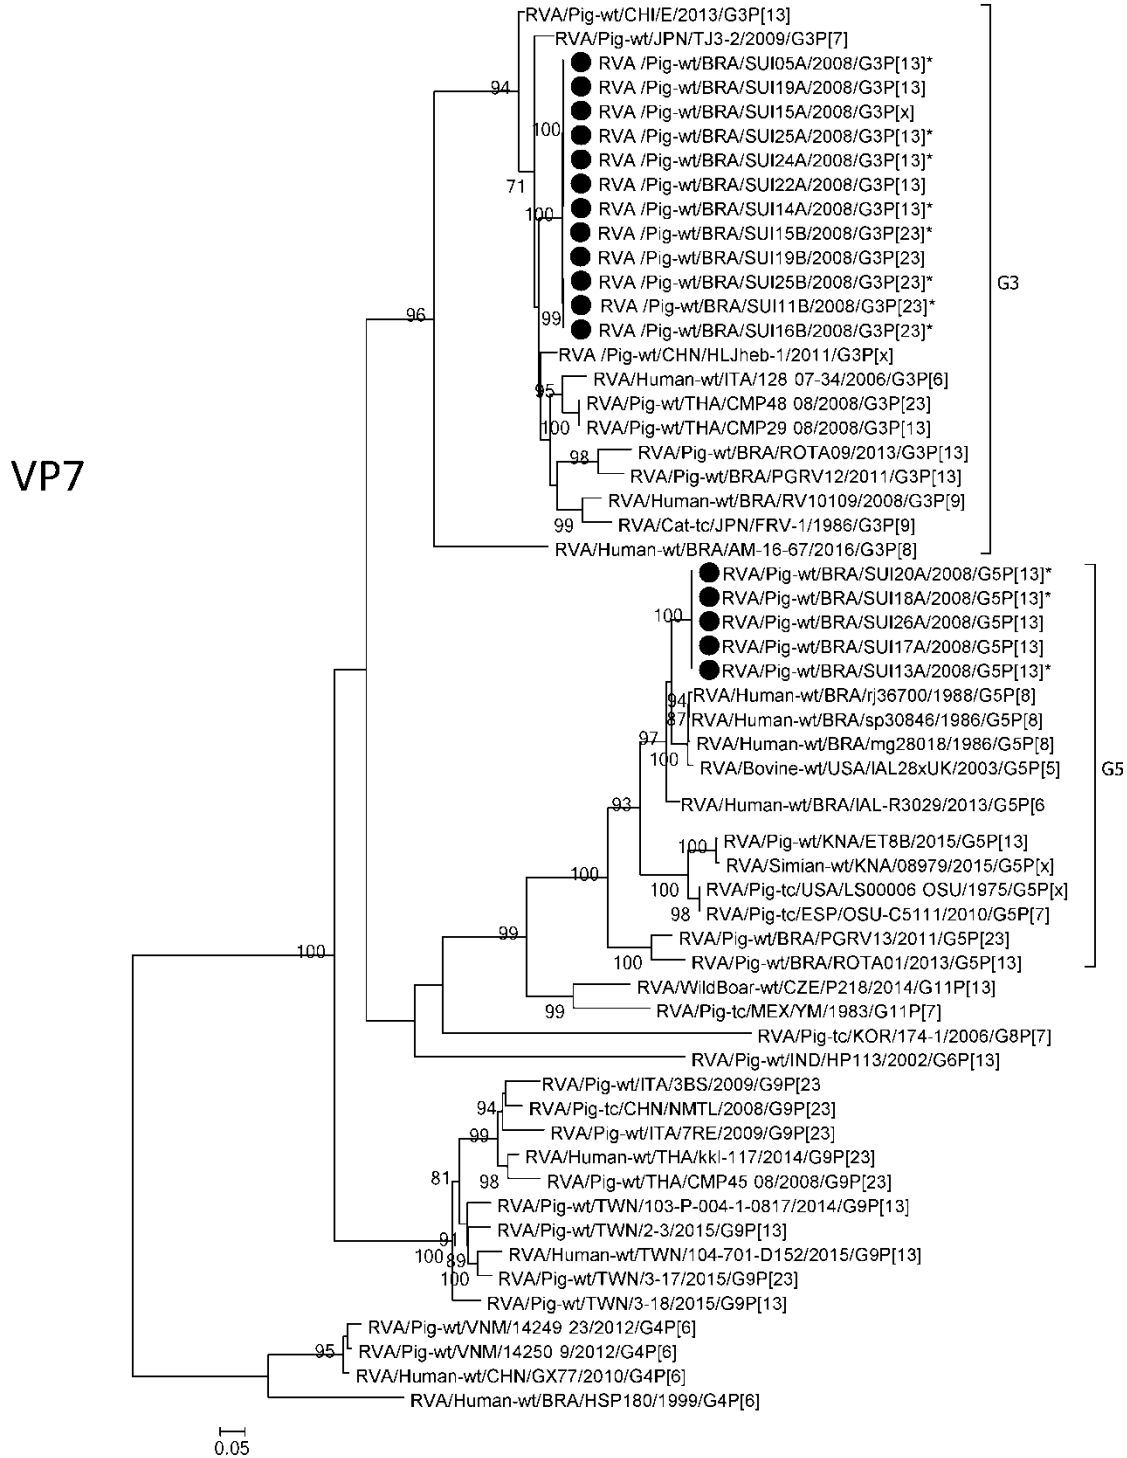 RVA/Pig-wt/CHI/E/2013/G3P[13]
RVA/Pig-wt/JPN/TJ3-2/2009/G3P[7]
RVA /Pig-wt/BRA/SUI05A/2008/G3P[13]*
94
RVA /Pig-wt/BRA/SUI19A/2008/G3P[13]
RVA /Pig-wt/BRA/SUI15A/2008/G3P[x]
100
RVA /Pig-wt/BRA/SUI25A/2008/G3P[13]*
RVA /Pig-wt/BRA/SUI24A/2008/G3P[13]*
71
RVA /Pig-wt/BRA/SUI22A/2008/G3P[13]
100
RVA /Pig-wt/BRA/SUI14A/2008/G3P[13]*
RVA /Pig-wt/BRA/SUI15B/2008/G3P[23]*
RVA /Pig-wt/BRA/SUI19B/2008/G3P[23]
RVA /Pig-wt/BRA/SUI25B/2008/G3P[23]*
G3
RVA /Pig-wt/BRA/SUI11B/2008/G3P[23]*
96
99
RVA /Pig-wt/BRA/SUI16B/2008/G3P[23]*
RVA /Pig-wt/CHN/HLJheb-1/2011/G3P[x]
RVA/Human-wt/ITA/128 07-34/2006/G3P[6]
95
RVA/Pig-wt/THA/CMP48 08/2008/G3P[23]
100
RVA/Pig-wt/THA/CMP29 08/2008/G3P[13]
98
RVA/Pig-wt/BRA/ROTA09/2013/G3P[13]
VP7
RVA/Pig-wt/BRA/PGRV12/2011/G3P[13]
RVA/Human-wt/BRA/RV10109/2008/G3P[9]
99
RVA/Cat-tc/JPN/FRV-1/1986/G3P[9]
RVA/Human-wt/BRA/AM-16-67/2016/G3P[8]
RVA/Pig-wt/BRA/SUI20A/2008/G5P[13]*
RVA/Pig-wt/BRA/SUI18A/2008/G5P[13]*
100
RVA/Pig-wt/BRA/SUI26A/2008/G5P[13]
RVA/Pig-wt/BRA/SUI17A/2008/G5P[13]
RVA/Pig-wt/BRA/SUI13A/2008/G5P[13]*
94
RVA/Human-wt/BRA/rj36700/1988/G5P[8]
87
RVA/Human-wt/BRA/sp30846/1986/G5P[8]
97
RVA/Human-wt/BRA/mg28018/1986/G5P[8]
100
RVA/Bovine-wt/USA/IAL28xUK/2003/G5P[5]
G5
93
RVA/Human-wt/BRA/IAL-R3029/2013/G5P[6
100
RVA/Pig-wt/KNA/ET8B/2015/G5P[13]
RVA/Simian-wt/KNA/08979/2015/G5P[x]
100
100
RVA/Pig-tc/USA/LS00006 OSU/1975/G5P[x]
98
RVA/Pig-tc/ESP/OSU-C5111/2010/G5P[7]
99
RVA/Pig-wt/BRA/PGRV13/2011/G5P[23]
100
100
RVA/Pig-wt/BRA/ROTA01/2013/G5P[13]
RVA/WildBoar-wt/CZE/P218/2014/G11P[13]
99
RVA/Pig-tc/MEX/YM/1983/G11P[7]
RVA/Pig-tc/KOR/174-1/2006/G8P[7]
RVA/Pig-wt/IND/HP113/2002/G6P[13]
RVA/Pig-wt/ITA/3BS/2009/G9P[23
94
RVA/Pig-tc/CHN/NMTL/2008/G9P[23]
99
RVA/Pig-wt/ITA/7RE/2009/G9P[23]
RVA/Human-wt/THA/kkl-117/2014/G9P[23]
81
98
RVA/Pig-wt/THA/CMP45 08/2008/G9P[23]
RVA/Pig-wt/TWN/103-P-004-1-0817/2014/G9P[13]
RVA/Pig-wt/TWN/2-3/2015/G9P[13]
91
100
89
RVA/Human-wt/TWN/104-701-D152/2015/G9P[13]
100
RVA/Pig-wt/TWN/3-17/2015/G9P[23]
RVA/Pig-wt/TWN/3-18/2015/G9P[13]
RVA/Pig-wt/VNM/14249 23/2012/G4P[6]
95
RVA/Pig-wt/VNM/14250 9/2012/G4P[6]
RVA/Human-wt/CHN/GX77/2010/G4P[6]
RVA/Human-wt/BRA/HSP180/1999/G4P[6]
0.05